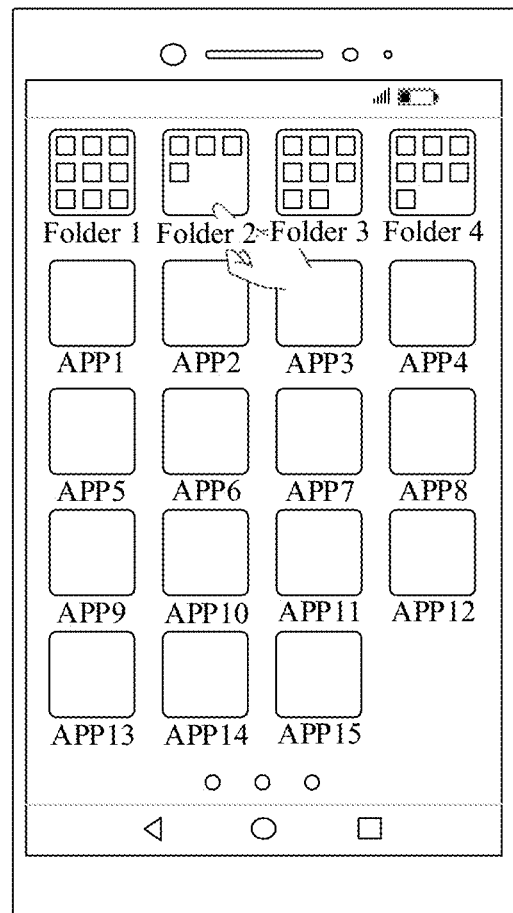 Folder 1 Folder 2 Folder 3 Folder 4
APP1 APP2 APP3 APP4
APP5 APP6 APP7 APP8
APP9 APP10 APP11 APP12
APP13 APP14 APP15